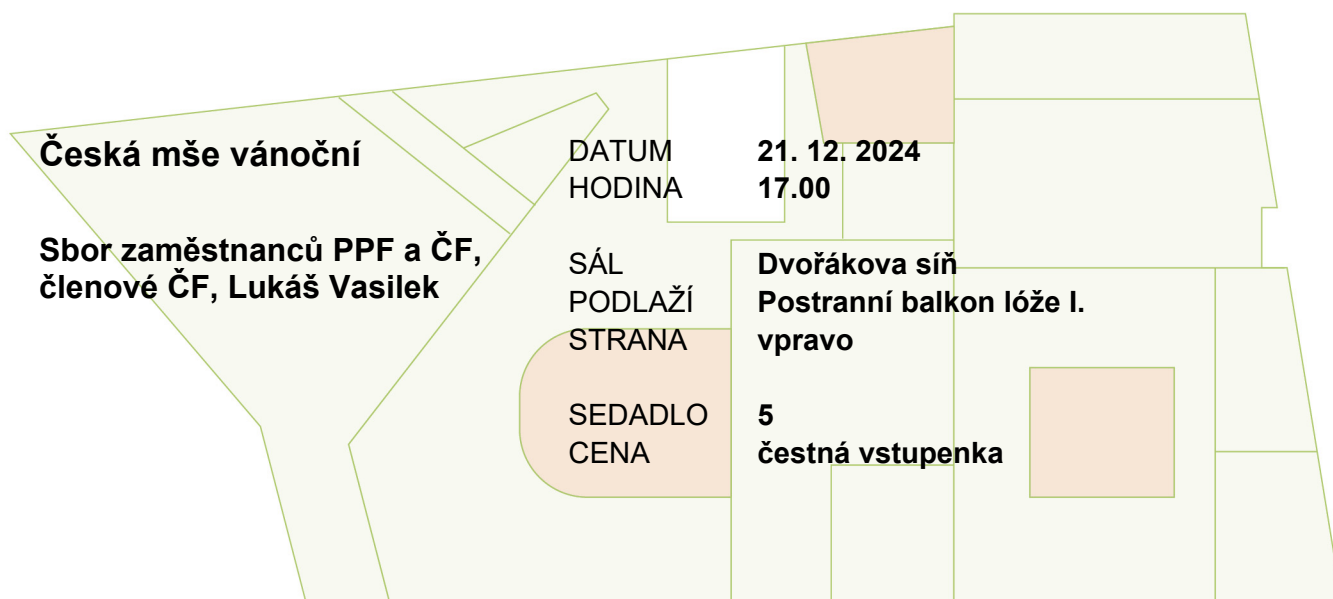 Česká mše vánoční
Sbor zaměstnanců PPF a ČF,
členové ČF, Lukáš Vasilek
DATUM 21. 12. 2024
HODINA 17.00
SÁL Dvořákova síň
PODLAŽÍ Postranní balkon lóže I.
STRANA vpravo
SEDADLO 5
CENA čestná vstupenka